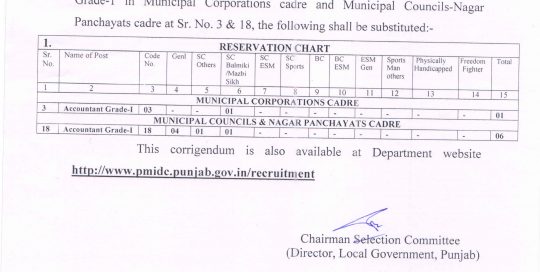 Grade-I in Municipal Corporations cadre and Municipal Councils-Nagar
Panchayats cadre at Sr. No. 3 & 18, the following shall be substituted:-
1.
RESERVATION CHART
Sr. No. Name of Post Code No. Genl SC Others SC Balmiki /Mazbi Sikh SC ESM SC Sports BC BC ESM ESM Gen Sports Man others Physically Handicapped Freedom Fighter Total
1 2 3 4 5 6 7 8 9 10 11 12 13 14 15
MUNICIPAL CORPORATIONS CADRE
3 Accountant Grade-I 03 - - 01 - - - - - - - - 01
MUNICIPAL COUNCILS & NAGAR PANCHAYATS CADRE
18 Accountant Grade-I 18 04 01 01 - - - - - - - - 06
This corrigendum is also available at Department website
http://www.pmidc.punjab.gov.in/recruitment
Chairman Selection Committee
(Director, Local Government, Punjab)